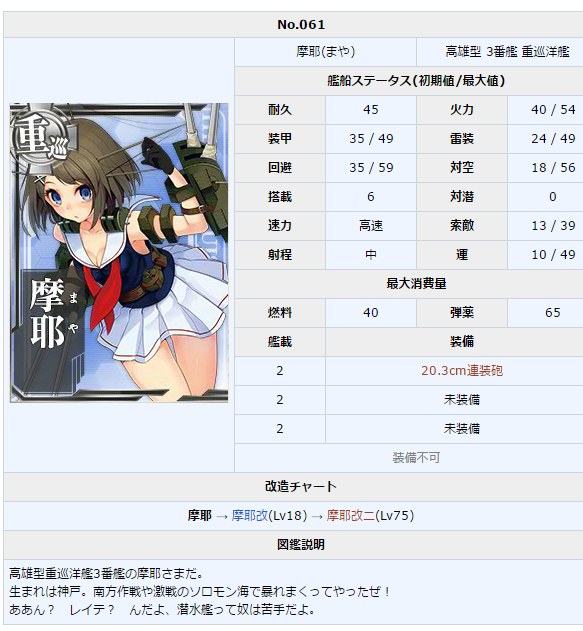 No.061
摩耶(まや)
高雄型 3番艦 重巡洋艦
艦船ステータス(初期値/最大値)
重巡
摩耶
まや
耐久 45 火力 40 / 54
装甲 35 / 49 雷装 24 / 49
回避 35 / 59 対空 18 / 56
搭載 6 対潜 0
速力 高速 索敵 13 / 39
射程 中 運 10 / 49
最大消費量
燃料 40 弾薬 65
艦載 装備
2 20.3cm連装砲
2 未装備
2 未装備
装備不可
改造チャート
摩耶 → 摩耶改(Lv18) → 摩耶改二(Lv75)
図鑑説明
高雄型重巡洋艦3番艦の摩耶さまだ。
生まれは神戸。南方作戦や激戦のソロモン海で暴れまくってやったぜ！
ああん？　レイテ？　んだよ、潜水艦って奴は苦手だよ。